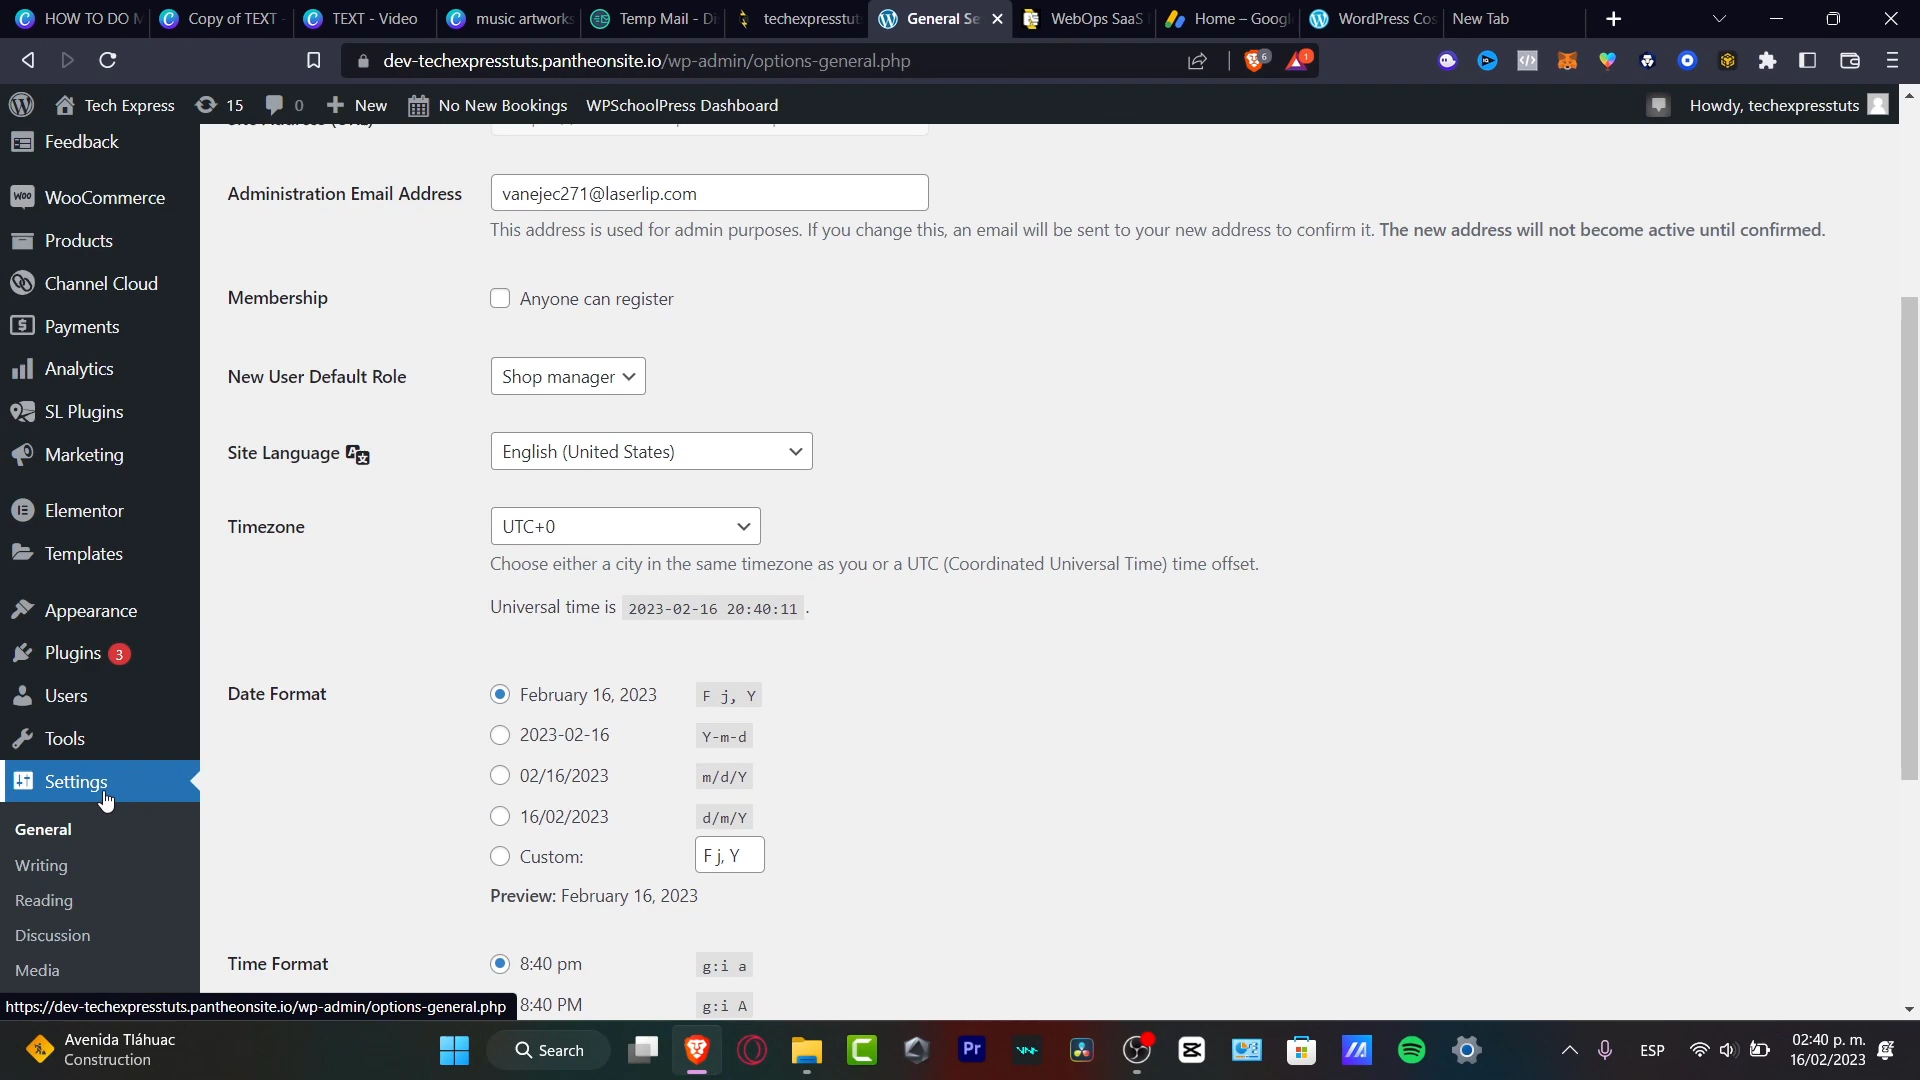 HOW TO DO M
Copy of TEXT -
TEXT - Video
music artworks
Temp Mail - Di
techexpresstut
General Se
WebOps SaaS
Home – Googl
WordPress Cos
New Tab
dev-techexpresstuts.pantheonsite.io/wp-admin/options-general.php
6
1
Tech Express
15
0
New
No New Bookings
WPSchoolPress Dashboard
Howdy, techexpresstuts
Feedback
WooCommerce
Products
Channel Cloud
Payments
Analytics
SL Plugins
Marketing
Elementor
Templates
Appearance
Plugins 3
Users
Tools
Settings
General
Writing
Reading
Discussion
Media
https://dev-techexpresstuts.pantheonsite.io/wp-admin/options-general.php
Administration Email Address
vanejec271@laserlip.com
This address is used for admin purposes. If you change this, an email will be sent to your new address to confirm it. The new address will not become active until confirmed.
Membership
Anyone can register
New User Default Role
Shop manager
Site Language
English (United States)
Timezone
UTC+0
Choose either a city in the same timezone as you or a UTC (Coordinated Universal Time) time offset.
Universal time is 2023-02-16 20:40:11 .
Date Format
February 16, 2023 F j, Y
2023-02-16 Y-m-d
02/16/2023 m/d/Y
16/02/2023 d/m/Y
Custom: F j, Y
Preview: February 16, 2023
Time Format
8:40 pm g:i a
8:40 PM g:i A
Avenida Tláhuac
Construction
Search
Pr
ESP
02:40 p. m.
16/02/2023